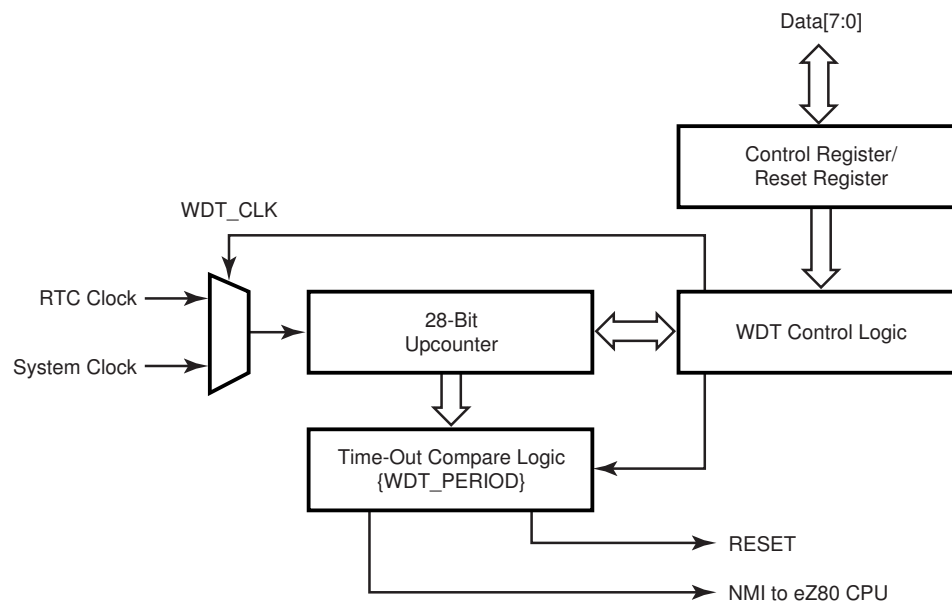 Data[7:0]
Control Register/
Reset Register
WDT_CLK
RTC Clock
System Clock
28-Bit
Upcounter
WDT Control Logic
Time-Out Compare Logic
{WDT_PERIOD}
RESET
NMI to eZ80 CPU